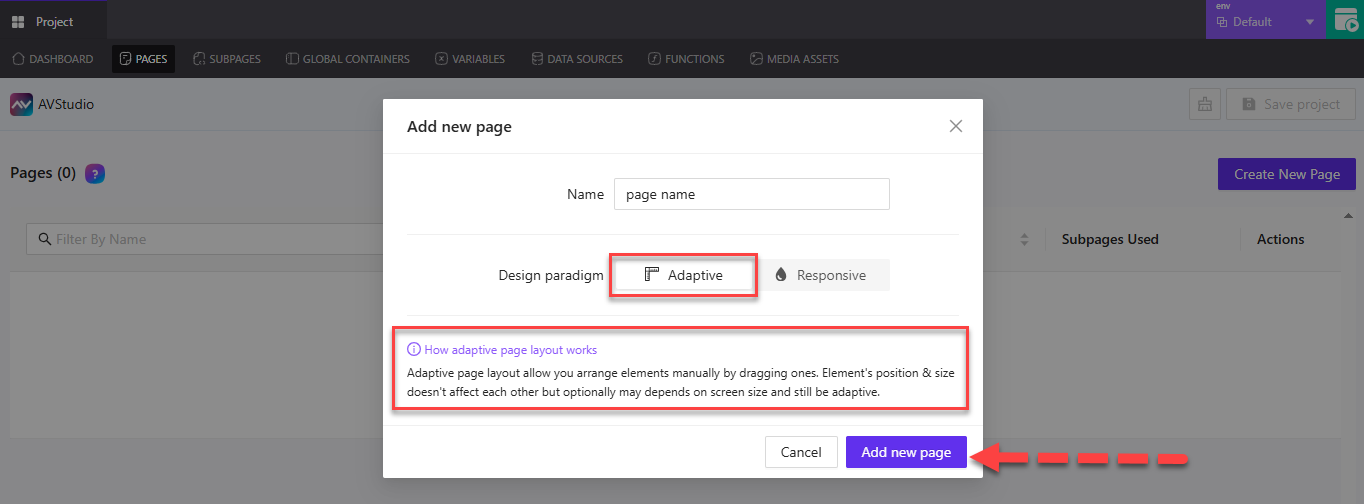 Project
env
Default
DASHBOARD
PAGES
SUBPAGES
GLOBAL CONTAINERS
VARIABLES
DATA SOURCES
FUNCTIONS
MEDIA ASSETS
AVStudio
Save project
Pages (0) ?
Create New Page
Filter By Name
Subpages Used
Actions
Add new page
Name
page name
Design paradigm
Adaptive
Responsive
How adaptive page layout works
Adaptive page layout allow you arrange elements manually by dragging ones. Element's position & size
doesn't affect each other but optionally may depends on screen size and still be adaptive.
Cancel
Add new page